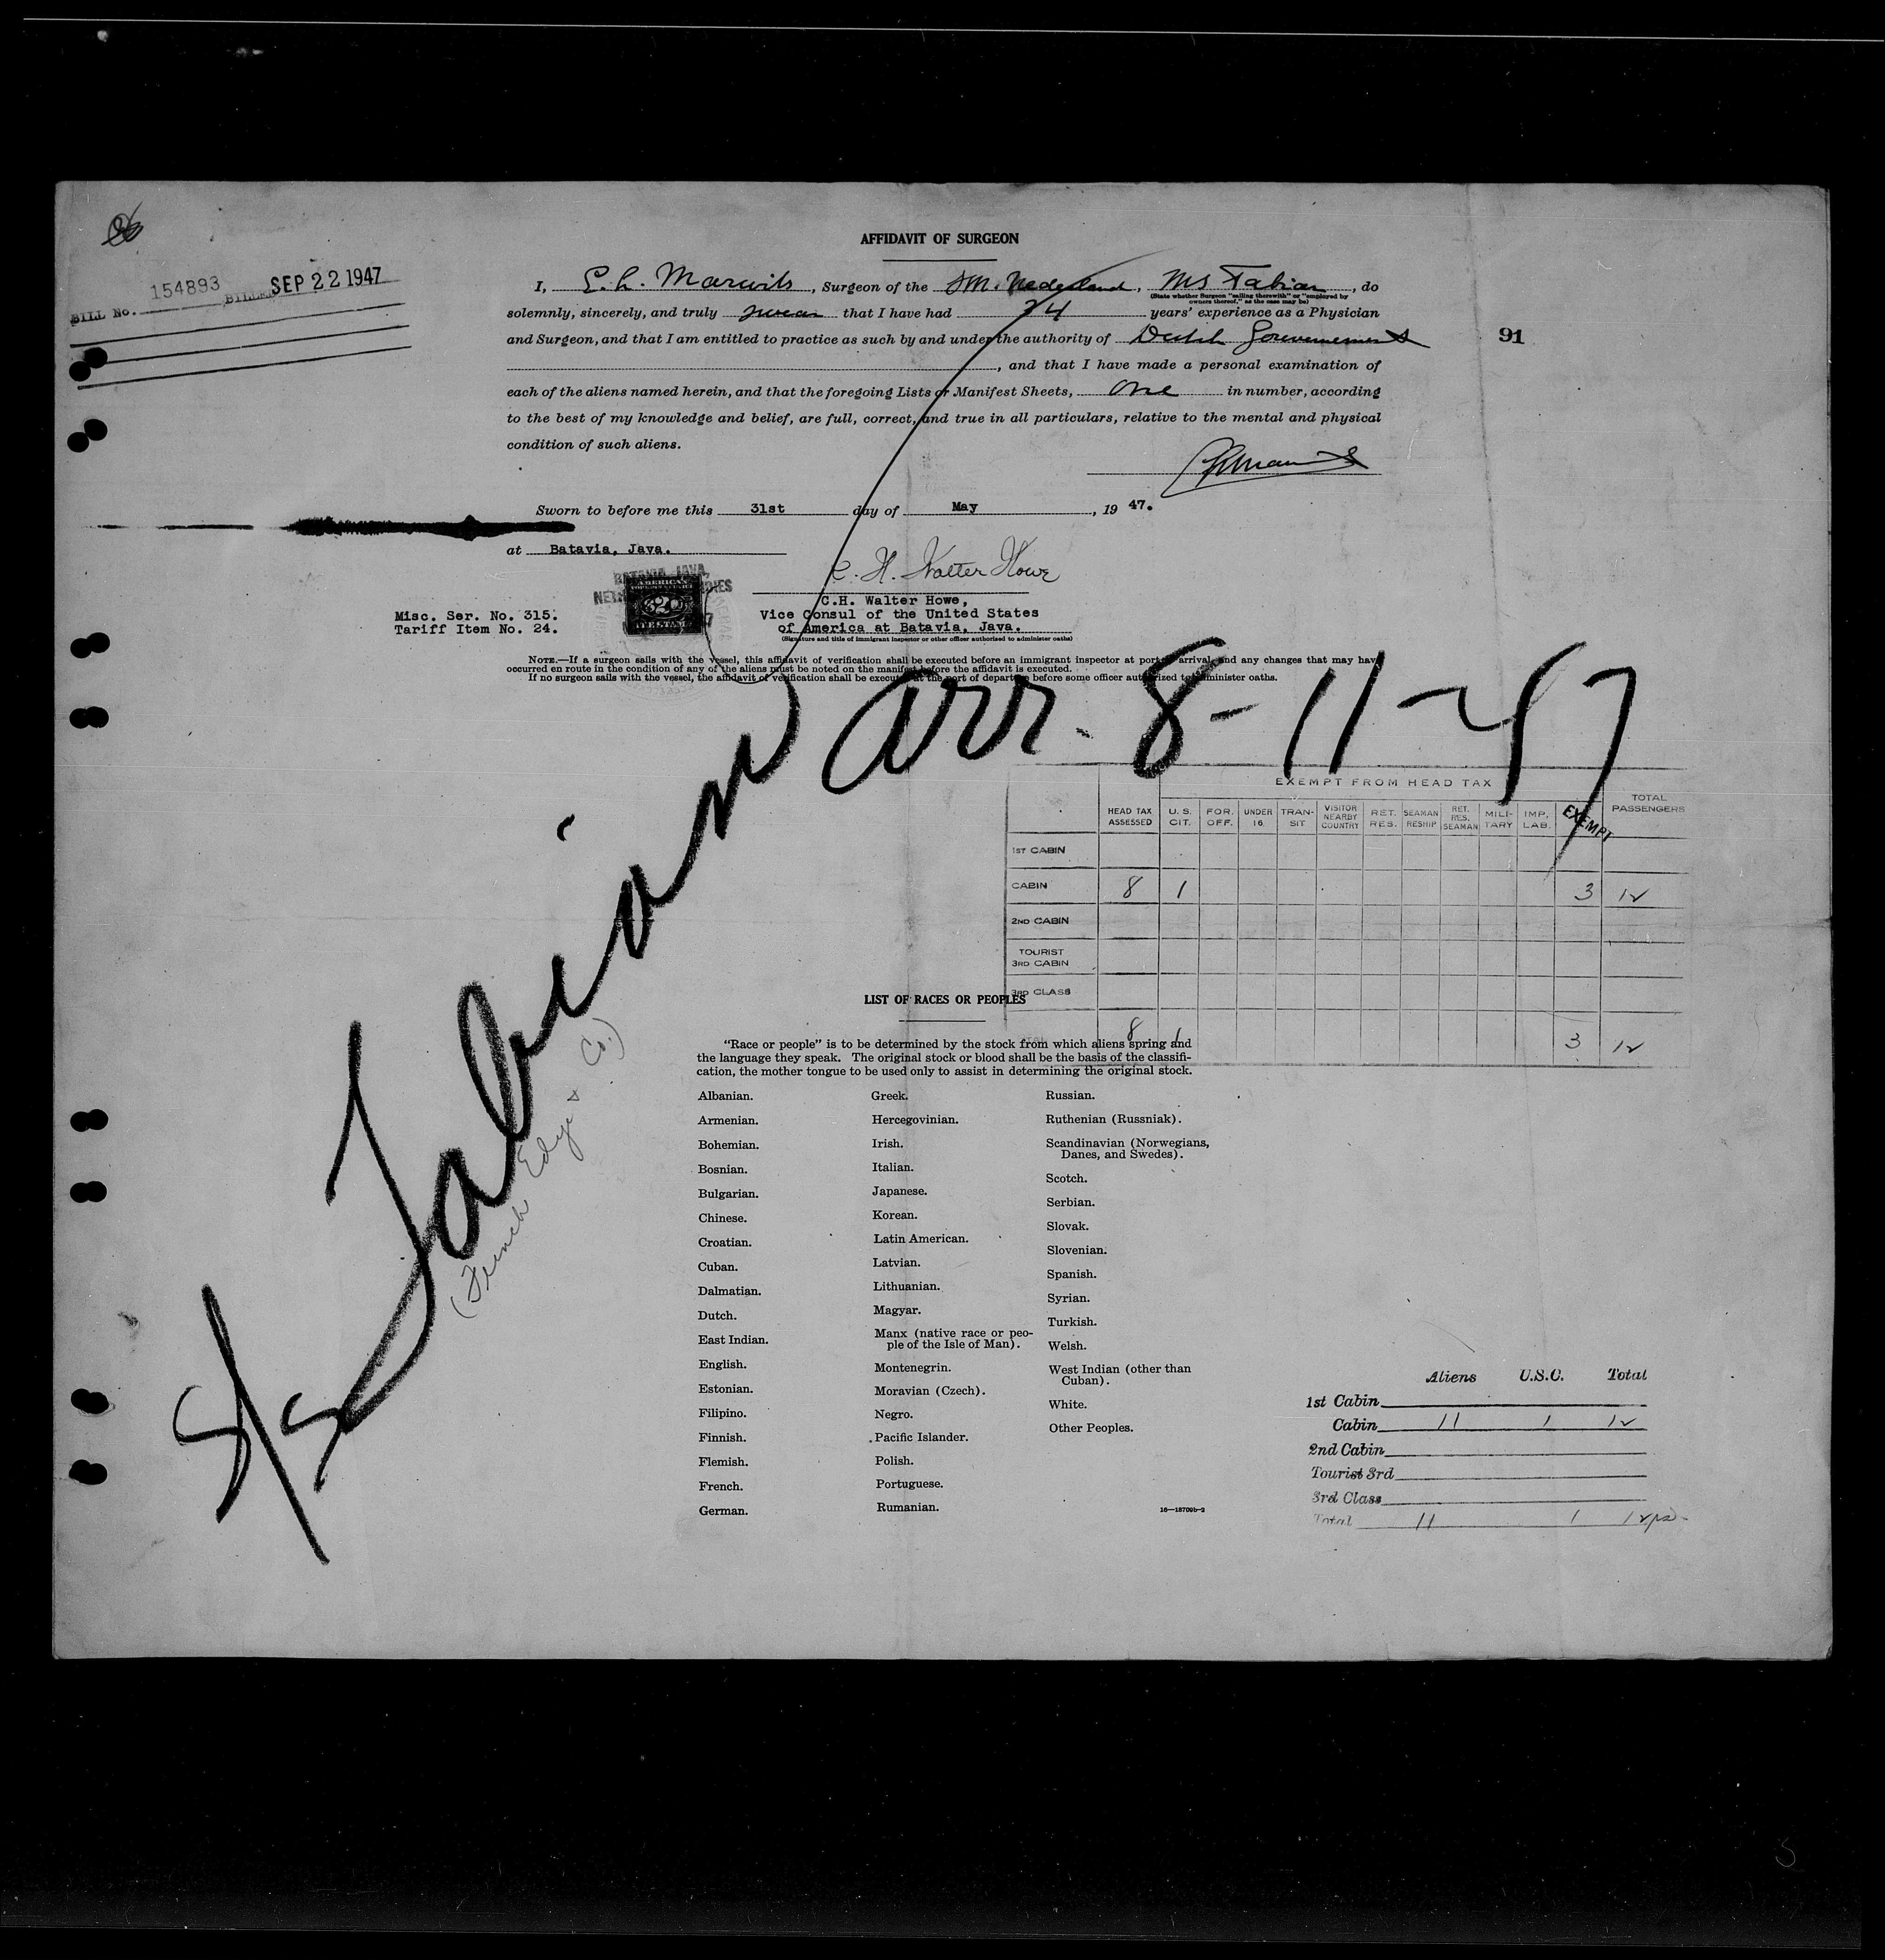 AFFIDAVIT OF SURGEON
BILL No. 154893 BILLED SEP 22 1947
I, E. L. Marwits, Surgeon of the SM. Nederland, MS Fabian, do
(State whether Surgeon "sailing therewith" or "employed by owners thereof," as the case may be)
solemnly, sincerely, and truly swear that I have had 24 years' experience as a Physician
and Surgeon, and that I am entitled to practice as such by and under the authority of Dutch Gouvernement
91
, and that I have made a personal examination of
each of the aliens named herein, and that the foregoing Lists or Manifest Sheets, one in number, according
to the best of my knowledge and belief, are full, correct, and true in all particulars, relative to the mental and physical
condition of such aliens.
Sworn to before me this 31st day of May, 19 47.
at Batavia, Java.
C. H. Walter Howe
BATAVIA, JAVA,
AMERICAN
$2
FEE STAMP
C.H. Walter Howe,
Vice Consul of the United States
of America at Batavia, Java.
(Signature and title of immigrant inspector or other officer authorized to administer oaths)
Misc. Ser. No. 315.
Tariff Item No. 24.
NOTE.—If a surgeon sails with the vessel, this affidavit of verification shall be executed before an immigrant inspector at port of arrival, and any changes that may have
occurred en route in the condition of any of the aliens must be noted on the manifest before the affidavit is executed.
If no surgeon sails with the vessel, the affidavit of verification shall be executed at the port of departure before some officer authorized to administer oaths.
S/S Fabian arr. 8-11-47
(French Edye & Co.)
EXEMPT FROM HEAD TAX
HEAD TAX ASSESSED U. S. CIT. FOR. OFF. UNDER 16 TRAN-SIT VISITOR NEARBY COUNTRY RET. RES. SEAMAN RESHIP RET. RES. SEAMAN MILI-TARY IMP. LAB. EXEMPT TOTAL PASSENGERS
1ST CABIN
CABIN 8 1 3 12
2ND CABIN
TOURIST
3RD CABIN
3RD CLASS
8 1 3 12
LIST OF RACES OR PEOPLES
"Race or people" is to be determined by the stock from which aliens spring and
the language they speak. The original stock or blood shall be the basis of the classifi-
cation, the mother tongue to be used only to assist in determining the original stock.
Albanian.
Armenian.
Bohemian.
Bosnian.
Bulgarian.
Chinese.
Croatian.
Cuban.
Dalmatian.
Dutch.
East Indian.
English.
Estonian.
Filipino.
Finnish.
Flemish.
French.
German.
Greek.
Hercegovinian.
Irish.
Italian.
Japanese.
Korean.
Latin American.
Latvian.
Lithuanian.
Magyar.
Manx (native race or peo-
ple of the Isle of Man).
Montenegrin.
Moravian (Czech).
Negro.
Pacific Islander.
Polish.
Portuguese.
Rumanian.
Russian.
Ruthenian (Russniak).
Scandinavian (Norwegians,
Danes, and Swedes).
Scotch.
Serbian.
Slovak.
Slovenian.
Spanish.
Syrian.
Turkish.
Welsh.
West Indian (other than
Cuban).
White.
Other Peoples.
16—18709b-2
Aliens U.S.C. Total
1st Cabin
Cabin 11 1 12
2nd Cabin
Tourist 3rd
3rd Class
Total 11 1 12